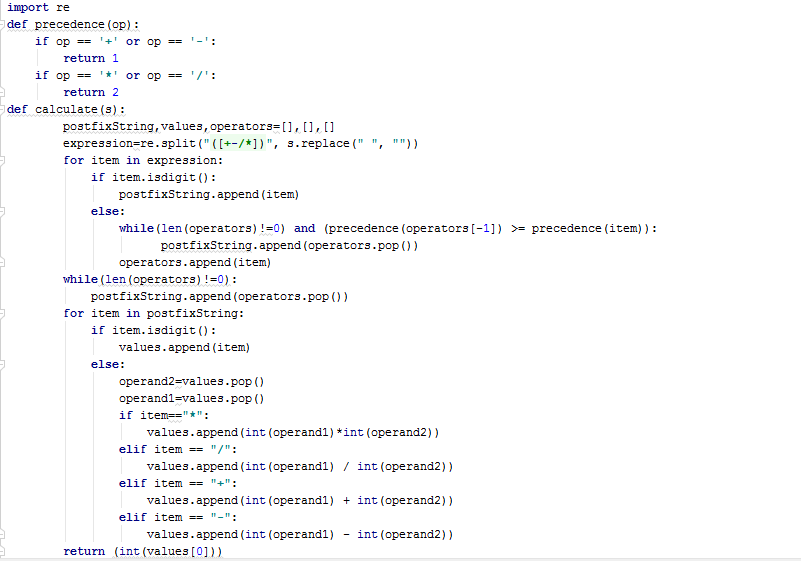 import re
def precedence(op):
    if op == '+' or op == '-':
        return 1
    if op == '*' or op == '/':
        return 2
def calculate(s):
        postfixString,values,operators=[],[],[]
        expression=re.split("([+-/*])", s.replace(" ", ""))
        for item in expression:
            if item.isdigit():
                postfixString.append(item)
            else:
                while(len(operators)!=0) and (precedence(operators[-1]) >= precedence(item)):
                      postfixString.append(operators.pop())
                operators.append(item)
        while(len(operators)!=0):
            postfixString.append(operators.pop())
        for item in postfixString:
            if item.isdigit():
                values.append(item)
            else:
                operand2=values.pop()
                operand1=values.pop()
                if item=="*":
                    values.append(int(operand1)*int(operand2))
                elif item == "/":
                    values.append(int(operand1) / int(operand2))
                elif item == "+":
                    values.append(int(operand1) + int(operand2))
                elif item == "-":
                    values.append(int(operand1) - int(operand2))
        return (int(values[0]))